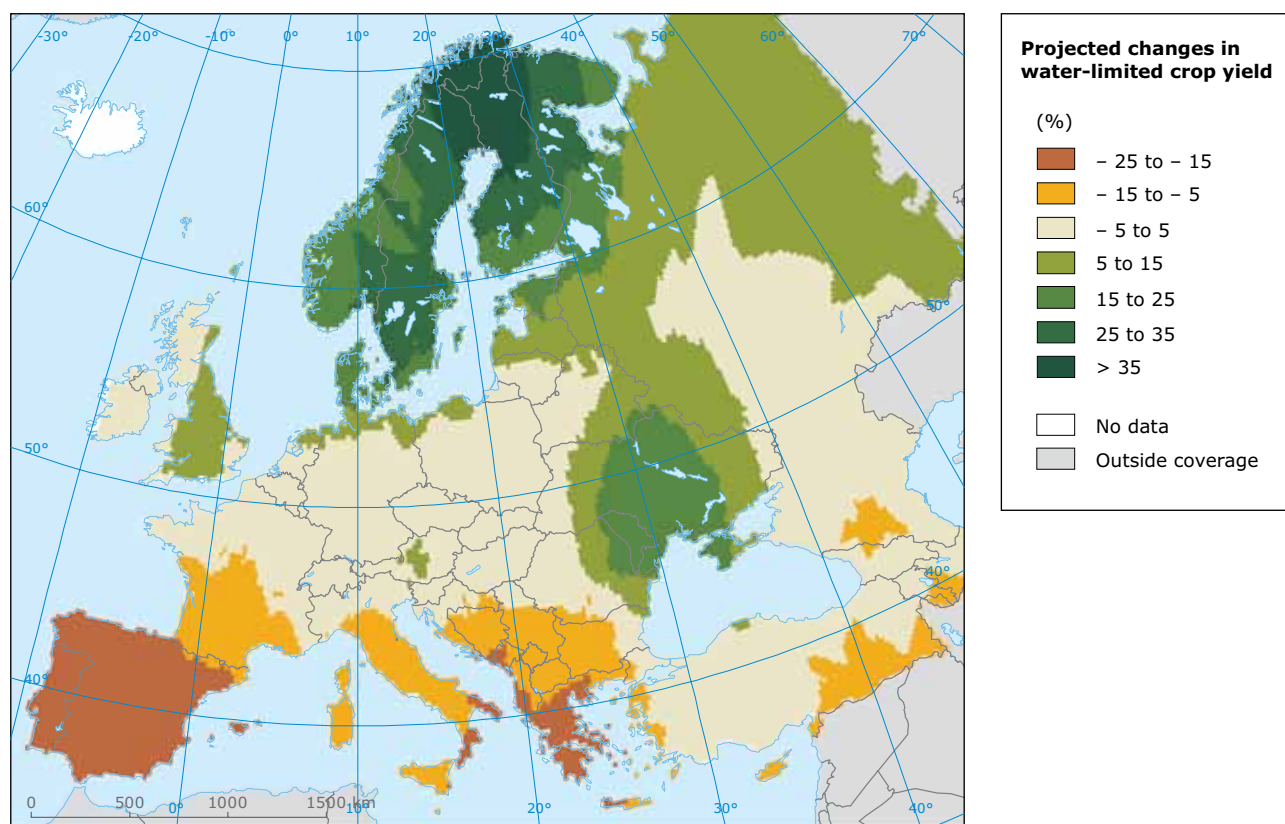 -30° -20° -10° 0° 10° 20° 30° 40° 50° 60° 70°
60°
50°
50°
40°
40°
0 500 1000 1500 km
0° 10° 20° 30° 40°
Projected changes in
water-limited crop yield
(%)
– 25 to – 15
– 15 to – 5
– 5 to 5
5 to 15
15 to 25
25 to 35
> 35
No data
Outside coverage